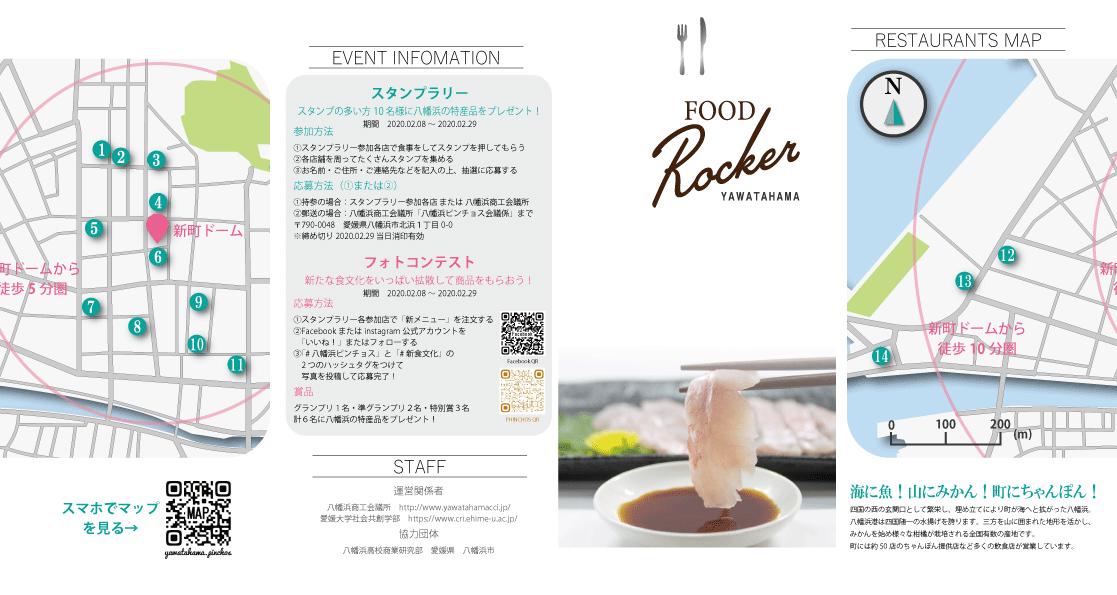 1
2
3
4
新町ドーム
5
6
町ドームから
徒歩 5 分圏
7
8
9
10
11
スマホでマップ
を見る→
MAP
yawatahama.pinchos
EVENT INFOMATION
スタンプラリー
スタンプの多い方 10 名様に八幡浜の特産品をプレゼント！
期間　2020.02.08 ～ 2020.02.29
参加方法
①スタンプラリー参加各店で食事をしてスタンプを押してもらう
②各店舗を周ってたくさんスタンプを集める
③お名前・ご住所・ご連絡先などを記入の上、抽選に応募する
応募方法（①または②）
①持参の場合：スタンプラリー参加各店 または 八幡浜商工会議所
②郵送の場合：八幡浜商工会議所「八幡浜ピンチョス会議係」まで
〒790-0048　愛媛県八幡浜市北浜１丁目 0-0
※締め切り 2020.02.29 当日消印有効
フォトコンテスト
新たな食文化をいっぱい拡散して商品をもらおう！
期間　2020.02.08 ～ 2020.02.29
応募方法
①スタンプラリー各参加店で「新メニュー」を注文する
②Facebook または instagram 公式アカウントを
「いいね！」またはフォローする
③「# 八幡浜ピンチョス」と「# 新食文化」の
２つのハッシュタグをつけて
写真を投稿して応募完了！
Facebook QR
賞品
グランプリ１名・準グランプリ２名・特別賞３名
計６名に八幡浜の特産品をプレゼント！
PHINCHOS QR
STAFF
運営関係者
八幡浜商工会議所　http://www.yawatahamacci.jp/
愛媛大学社会共創学部　https://www.cri.ehime-u.ac.jp/
協力団体
八幡浜高校商業研究部　愛媛県　八幡浜市
FOOD
Rocker
YAWATAHAMA
RESTAURANTS MAP
N
12
13
新町ドームから
徒歩 10 分圏
14
0 100 200 (m)
海に魚！山にみかん！町にちゃんぽん！
四国の西の玄関口として繁栄し、埋め立てにより町が海へと拡がった八幡浜。
八幡浜港は四国随一の水揚げを誇ります。三方を山に囲まれた地形を活かし、
みかんを始め様々な柑橘が栽培される全国有数の産地です。
町には約 50 店のちゃんぽん提供店など多くの飲食店が営業しています。